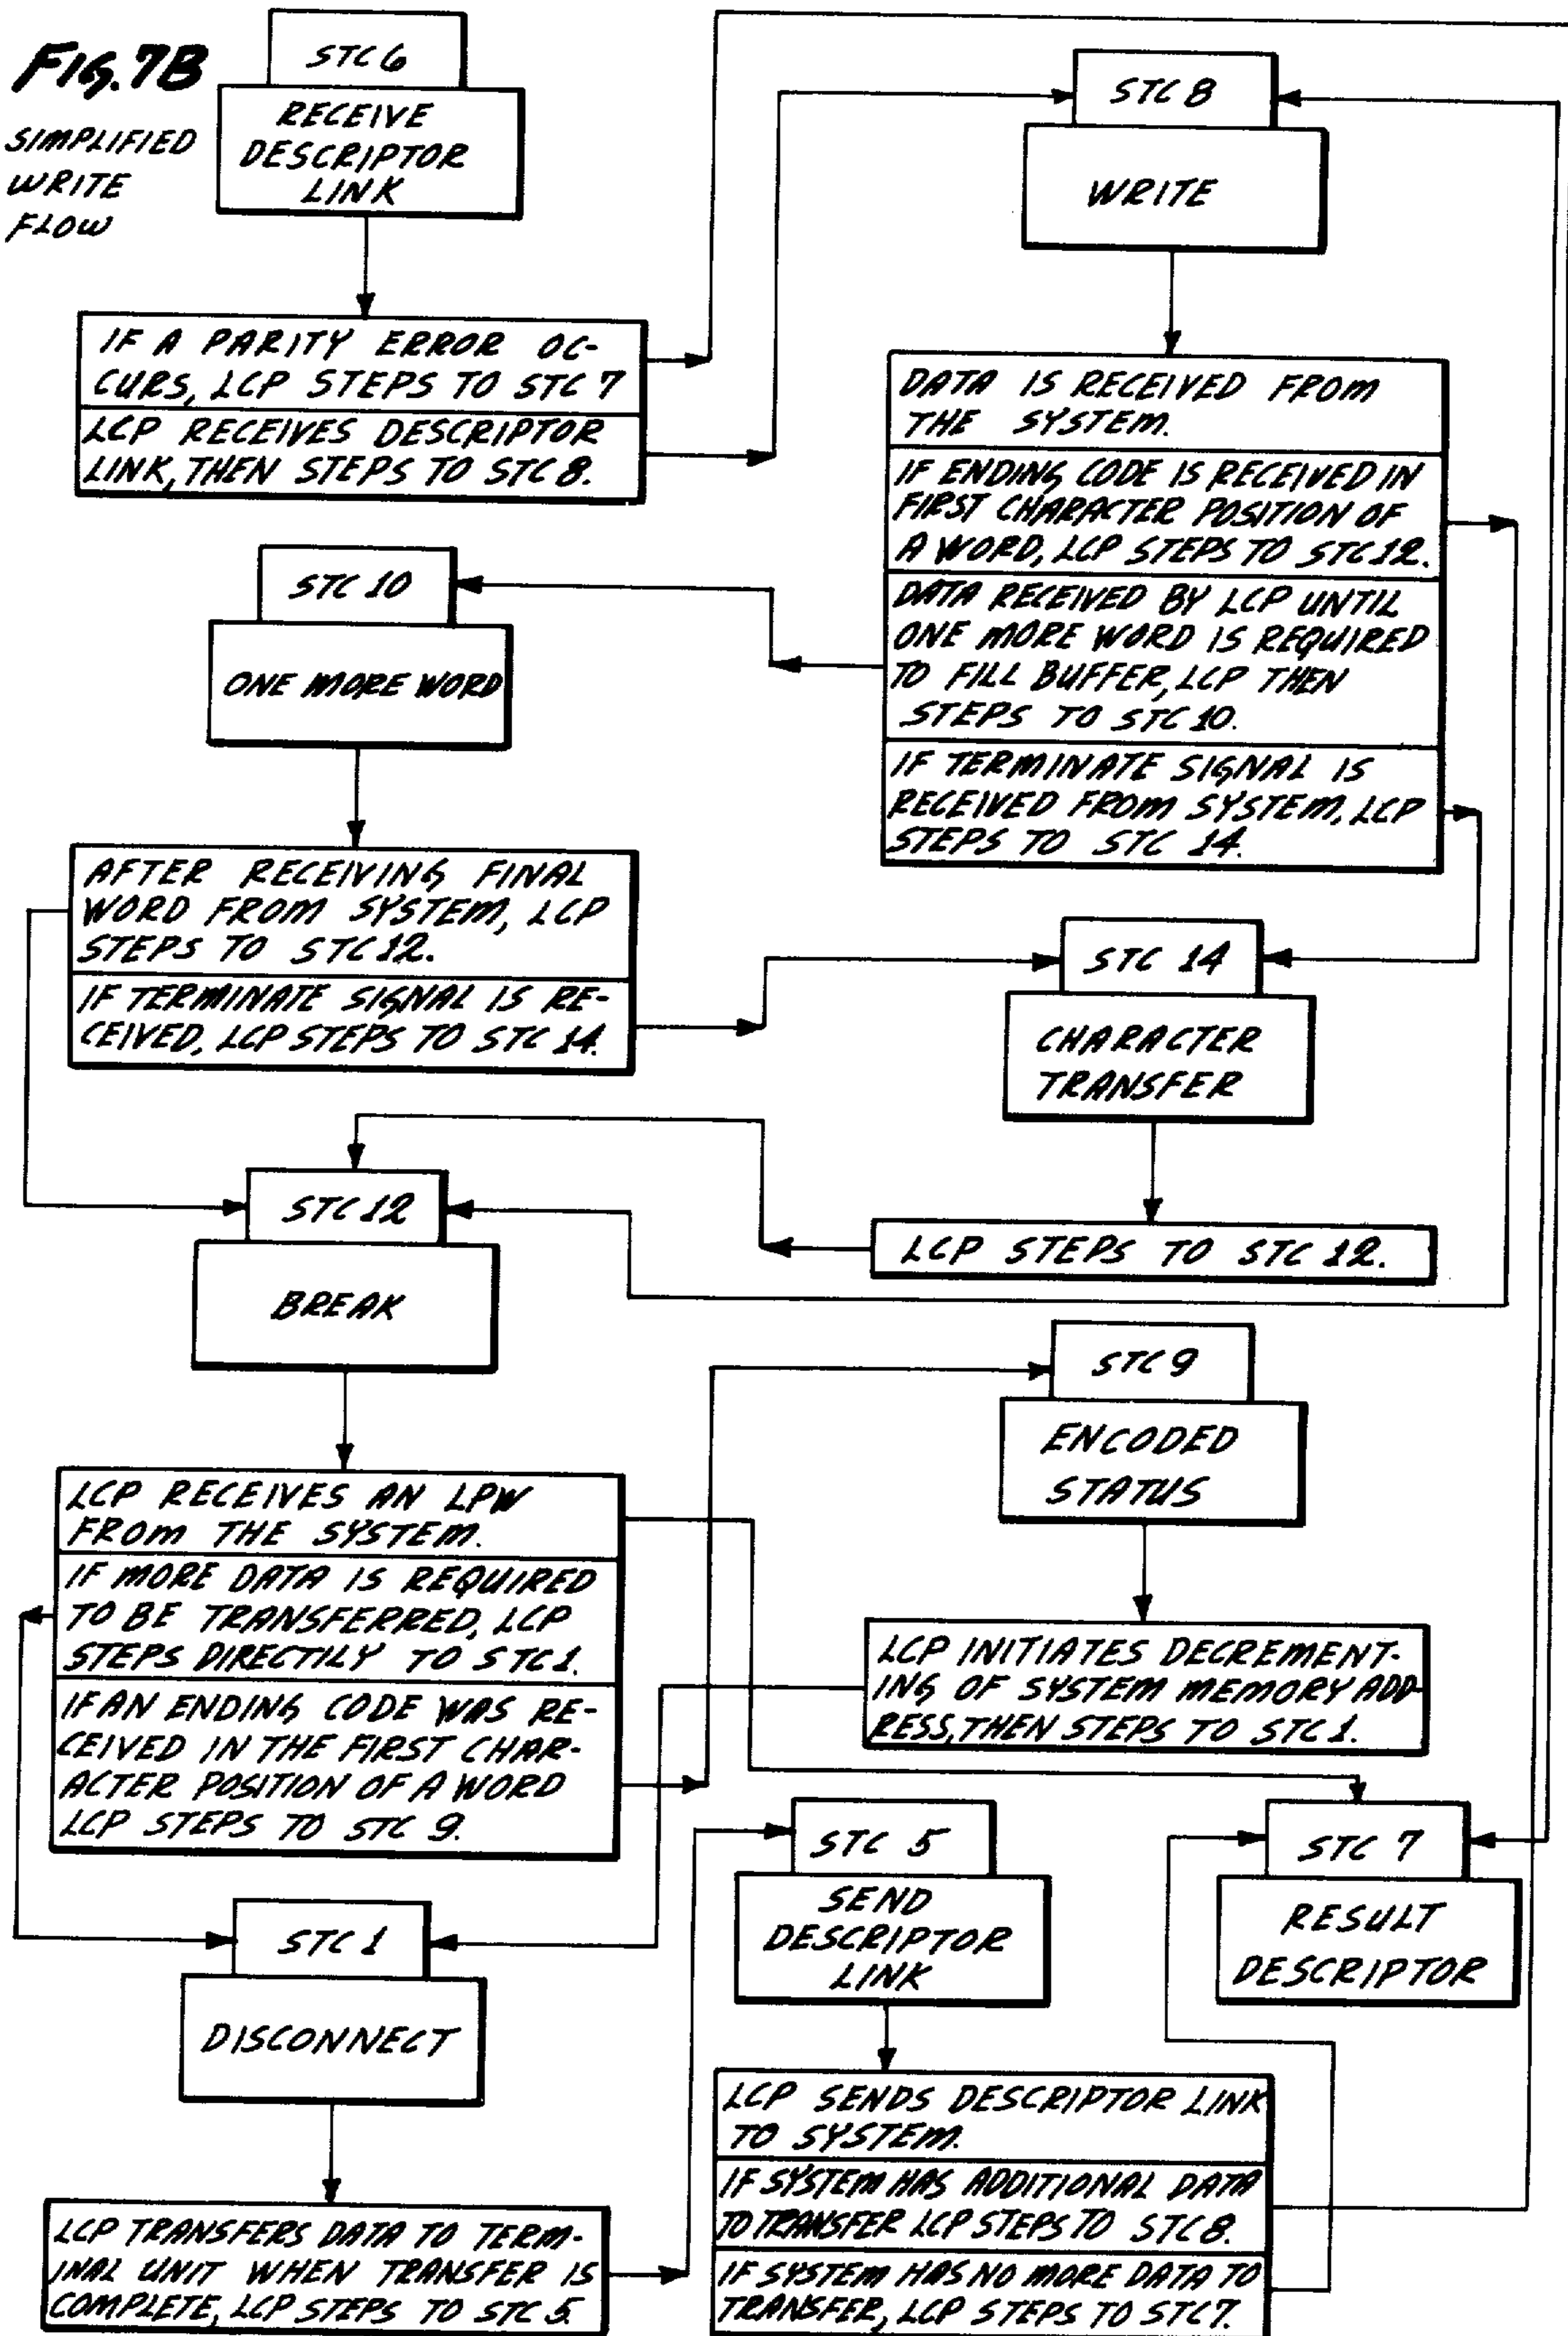 FIG. 7B
SIMPLIFIED
WRITE
FLOW
STC 6
RECEIVE
DESCRIPTOR
LINK
IF A PARITY ERROR OC-
CURS, LCP STEPS TO STC 7
LCP RECEIVES DESCRIPTOR
LINK, THEN STEPS TO STC 8.
STC 8
WRITE
DATA IS RECEIVED FROM
THE SYSTEM.
IF ENDING CODE IS RECEIVED IN
FIRST CHARACTER POSITION OF
A WORD, LCP STEPS TO STC 12.
DATA RECEIVED BY LCP UNTIL
ONE MORE WORD IS REQUIRED
TO FILL BUFFER, LCP THEN
STEPS TO STC 10.
IF TERMINATE SIGNAL IS
RECEIVED FROM SYSTEM, LCP
STEPS TO STC 14.
STC 10
ONE MORE WORD
AFTER RECEIVING FINAL
WORD FROM SYSTEM, LCP
STEPS TO STC 12.
IF TERMINATE SIGNAL IS RE-
CEIVED, LCP STEPS TO STC 14.
STC 14
CHARACTER
TRANSFER
LCP STEPS TO STC 12.
STC 12
BREAK
LCP RECEIVES AN LPW
FROM THE SYSTEM.
IF MORE DATA IS REQUIRED
TO BE TRANSFERRED, LCP
STEPS DIRECTILY TO STC 1.
IF AN ENDING CODE WAS RE-
CEIVED IN THE FIRST CHAR-
ACTER POSITION OF A WORD
LCP STEPS TO STC 9.
STC 9
ENCODED
STATUS
LCP INITIATES DECREMENT-
ING OF SYSTEM MEMORY ADD-
RESS, THEN STEPS TO STC 1.
STC 1
DISCONNECT
LCP TRANSFERS DATA TO TERM-
INAL UNIT WHEN TRANSFER IS
COMPLETE, LCP STEPS TO STC 5.
STC 5
SEND
DESCRIPTOR
LINK
LCP SENDS DESCRIPTOR LINK
TO SYSTEM.
IF SYSTEM HAS ADDITIONAL DATA
TO TRANSFER LCP STEPS TO STC 8.
IF SYSTEM HAS NO MORE DATA TO
TRANSFER, LCP STEPS TO STC 7.
STC 7
RESULT
DESCRIPTOR